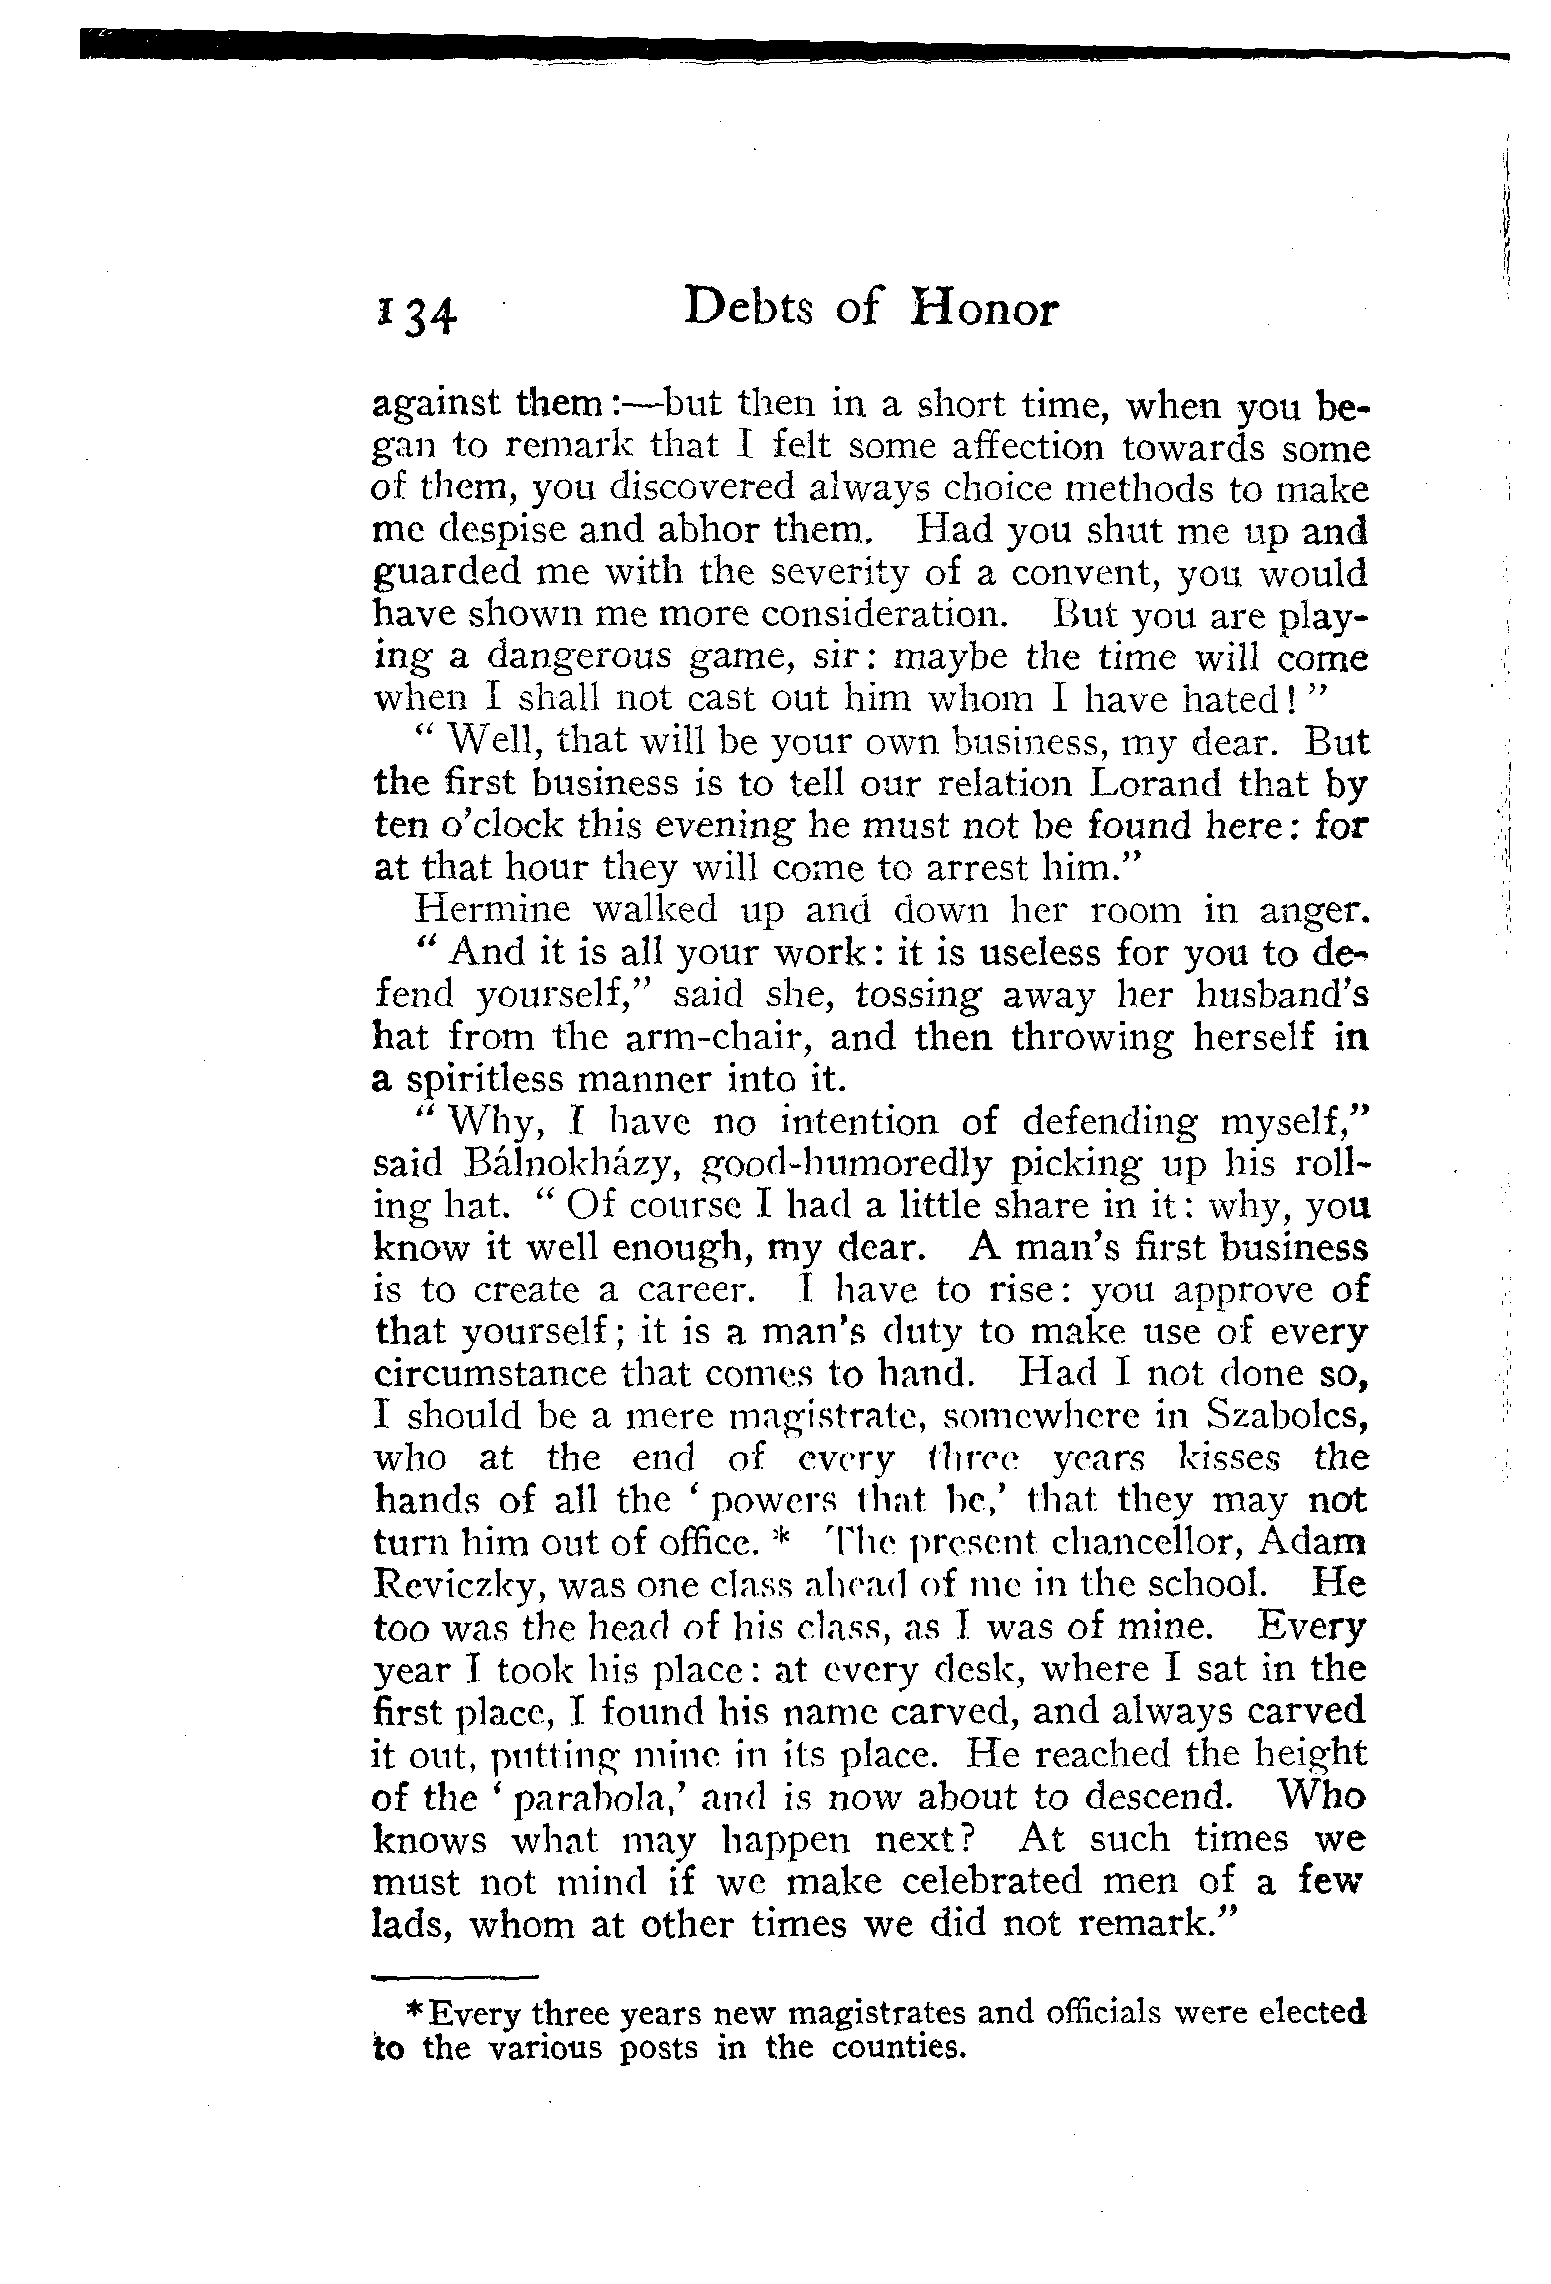 134 Debts of Honor
against them:—but then in a short time, when you be-
gan to remark that I felt some affection towards some
of them, you discovered always choice methods to make
me despise and abhor them. Had you shut me up and
guarded me with the severity of a convent, you would
have shown me more consideration. But you are play-
ing a dangerous game, sir: maybe the time will come
when I shall not cast out him whom I have hated!"
"Well, that will be your own business, my dear. But
the first business is to tell our relation Lorand that by
ten o'clock this evening he must not be found here: for
at that hour they will come to arrest him."
Hermine walked up and down her room in anger.
"And it is all your work: it is useless for you to de-
fend yourself," said she, tossing away her husband's
hat from the arm-chair, and then throwing herself in
a spiritless manner into it.
"Why, I have no intention of defending myself,"
said Bálnokházy, good-humoredly picking up his roll-
ing hat. "Of course I had a little share in it: why, you
know it well enough, my dear. A man's first business
is to create a career. I have to rise: you approve of
that yourself; it is a man's duty to make use of every
circumstance that comes to hand. Had I not done so,
I should be a mere magistrate, somewhere in Szabolcs,
who at the end of every three years kisses the
hands of all the 'powers that be,' that they may not
turn him out of office.* The present chancellor, Adam
Reviczky, was one class ahead of me in the school. He
too was the head of his class, as I was of mine. Every
year I took his place: at every desk, where I sat in the
first place, I found his name carved, and always carved
it out, putting mine in its place. He reached the height
of the 'parabola,' and is now about to descend. Who
knows what may happen next? At such times we
must not mind if we make celebrated men of a few
lads, whom at other times we did not remark."
*Every three years new magistrates and officials were elected
to the various posts in the counties.